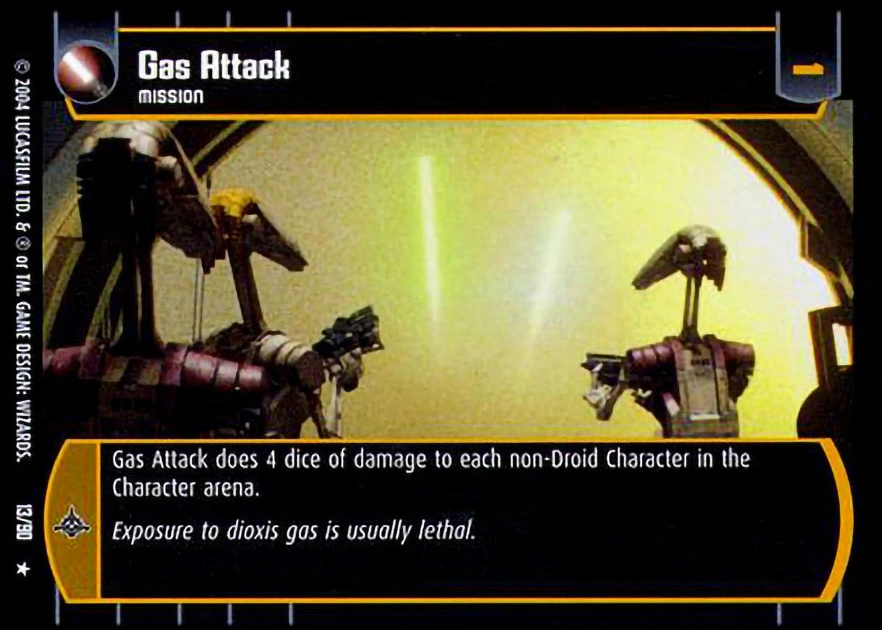 Gas Attack
MISSION
1
Gas Attack does 4 dice of damage to each non-Droid Character in the
Character arena.
Exposure to dioxis gas is usually lethal.
© 2004 LUCASFILM LTD. & ® or TM. GAME DESIGN: WIZARDS. 13/90 ★